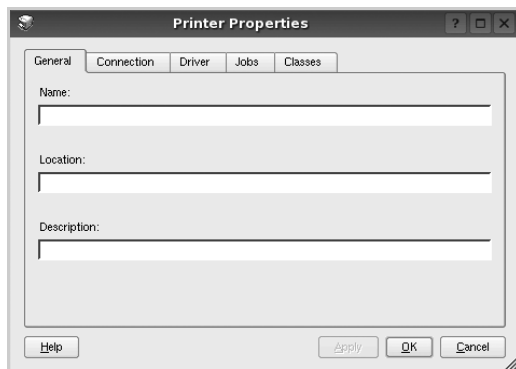 Printer Properties
General Connection Driver Jobs Classes
Name:
Location:
Description:
Help Apply OK Cancel